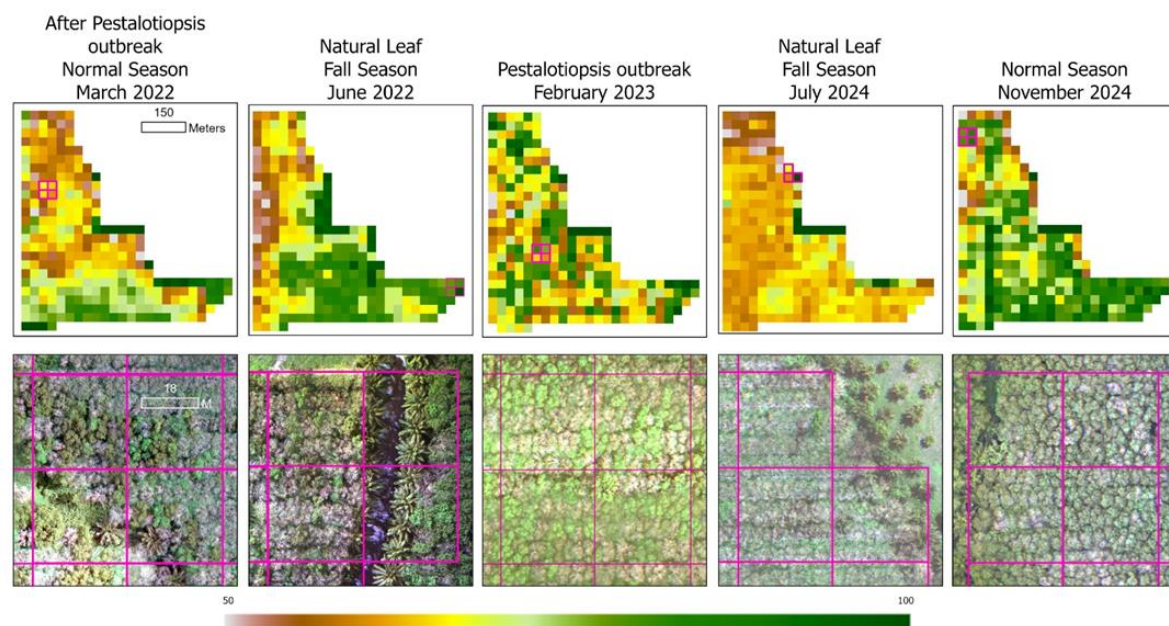 After Pestalotiopsis
outbreak
Normal Season
March 2022
Natural Leaf
Fall Season
June 2022
Pestalotiopsis outbreak
February 2023
Natural Leaf
Fall Season
July 2024
Normal Season
November 2024
150
Meters
18
M
50
100